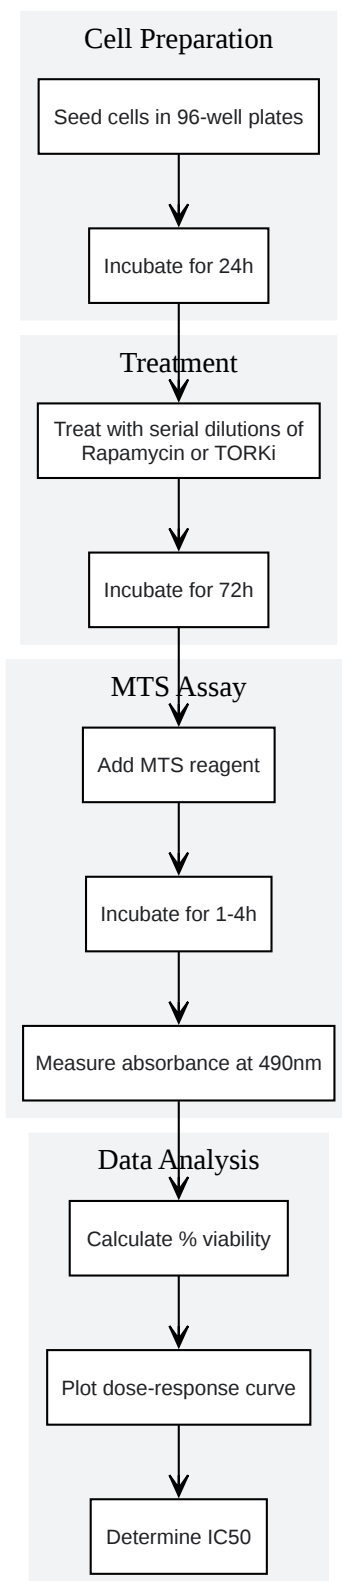 Cell Preparation
Seed cells in 96-well plates
Incubate for 24h
Treatment
Treat with serial dilutions of
Rapamycin or TORKi
Incubate for 72h
MTS Assay
Add MTS reagent
Incubate for 1-4h
Measure absorbance at 490nm
Data Analysis
Calculate % viability
Plot dose-response curve
Determine IC50